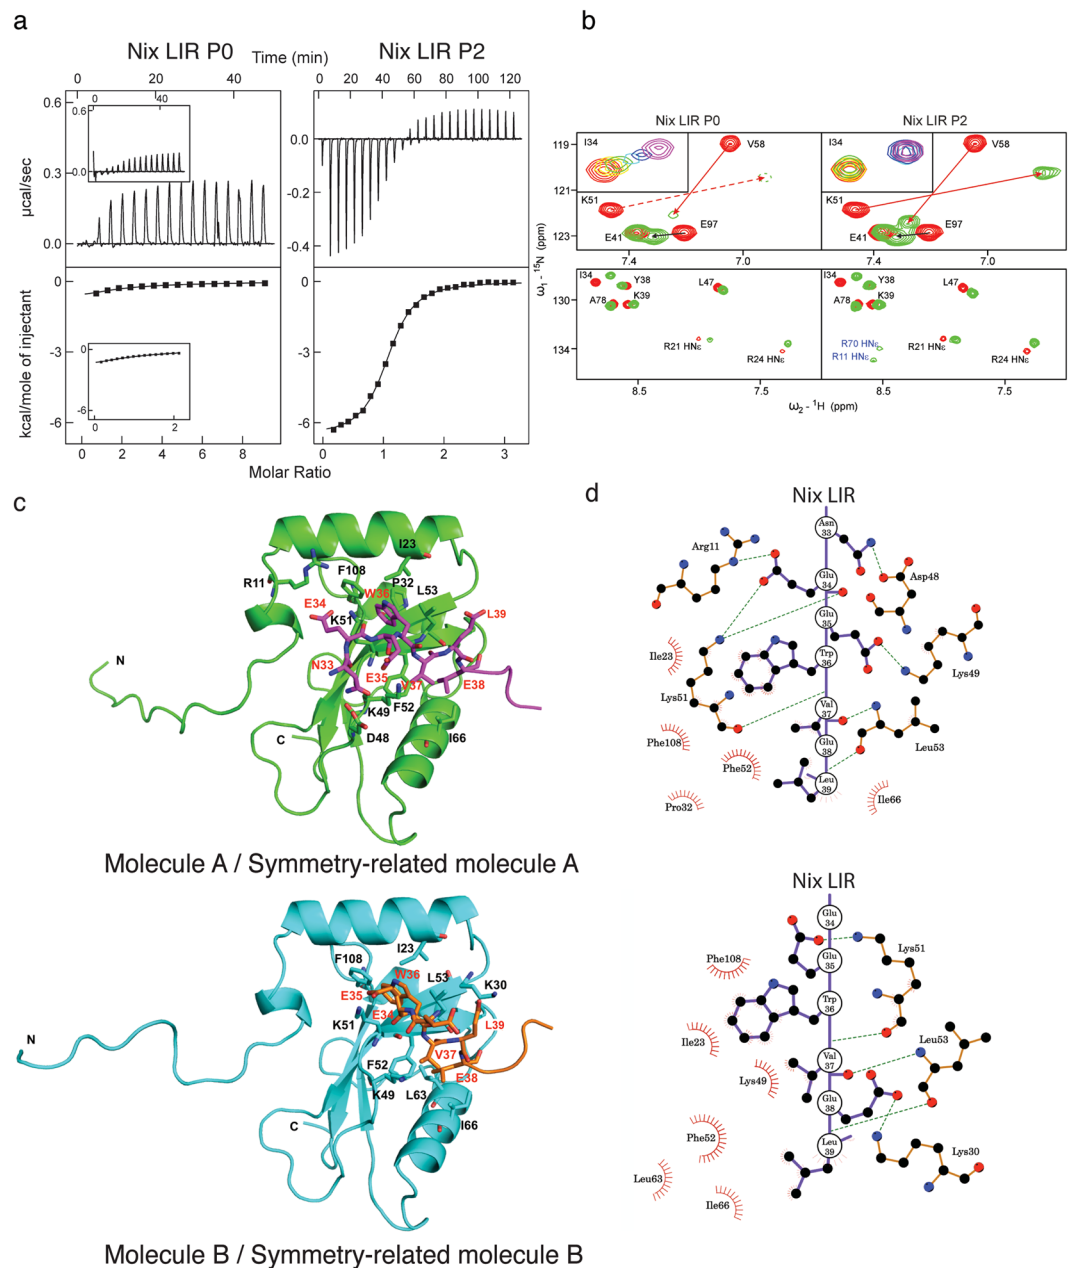 a
b
Nix LIR P0
Time (min)
Nix LIR P2
0 20 40
0 20 40 60 80 100 120
0.6
0.3
0.0
µcal/sec
0 40
0.6
0.0
0.0
-0.2
-0.4
0
-3
-6
kcal/mole of injectant
0
-6
0 2
0
-3
-6
0 2 4 6 8
0 1 2 3
Molar Ratio
Nix LIR P0
Nix LIR P2
119
121
123
I34
V58
K51
E41
E97
7.4
7.0
I34
V58
K51
E41
E97
7.4
7.0
ω1 - 15N (ppm)
130
134
I34
Y38
L47
A78
K39
R21 HNε
R24 HNε
I34
Y38
L47
A78
K39
R70 HNε
R11 HNε
R21 HNε
R24 HNε
8.5
7.5
8.5
7.5
ω2 - 1H (ppm)
c
I23
F108
R11
P32
W36
L53
E34
K51
L39
N
N33
E35
V37
E38
F52
K49
C
D48
I66
Molecule A / Symmetry-related molecule A
d
Nix LIR
Asn
33
Arg11
Glu
34
Asp48
Glu
35
Ile23
Trp
36
Lys49
Lys51
Val
37
Phe108
Glu
38
Leu53
Phe52
Leu
39
Pro32
Ile66
I23
F108
W36
L53
K30
E35
E34
K51
L39
N
V37
F52
E38
K49
L63
C
I66
Molecule B / Symmetry-related molecule B
Nix LIR
Glu
34
Lys51
Phe108
Glu
35
Trp
36
Ile23
Leu53
Val
37
Lys49
Glu
38
Phe52
Leu
39
Lys30
Leu63
Ile66